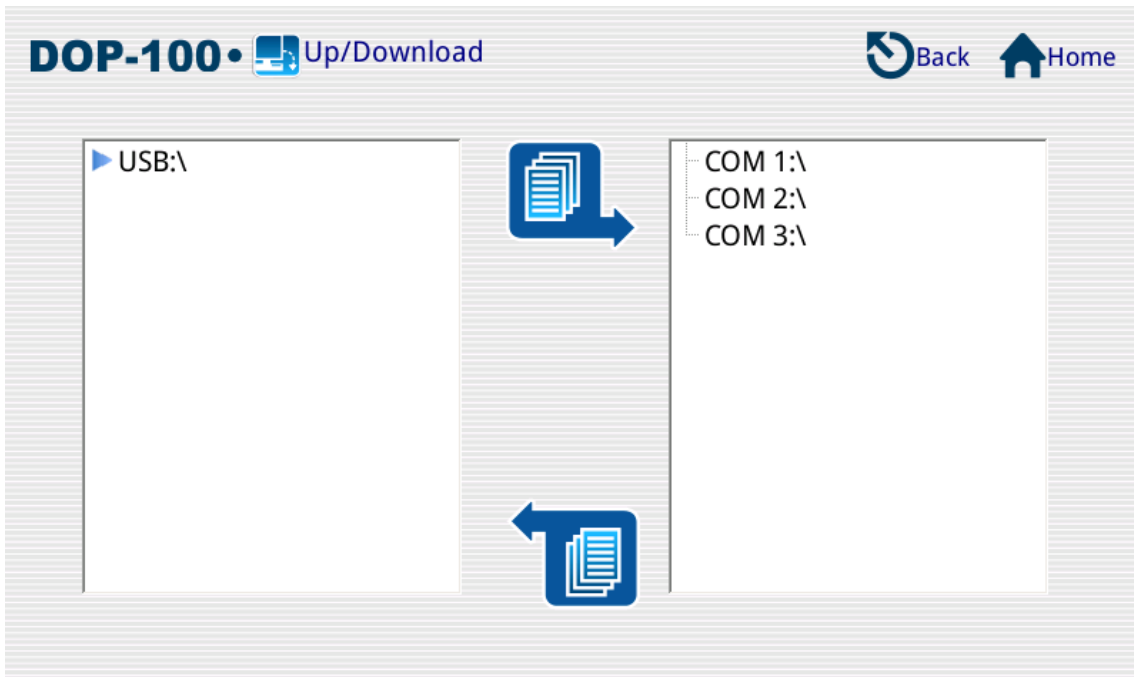 DOP-100• Up/Download
Back
Home
USB:\
COM 1:\
COM 2:\
COM 3:\